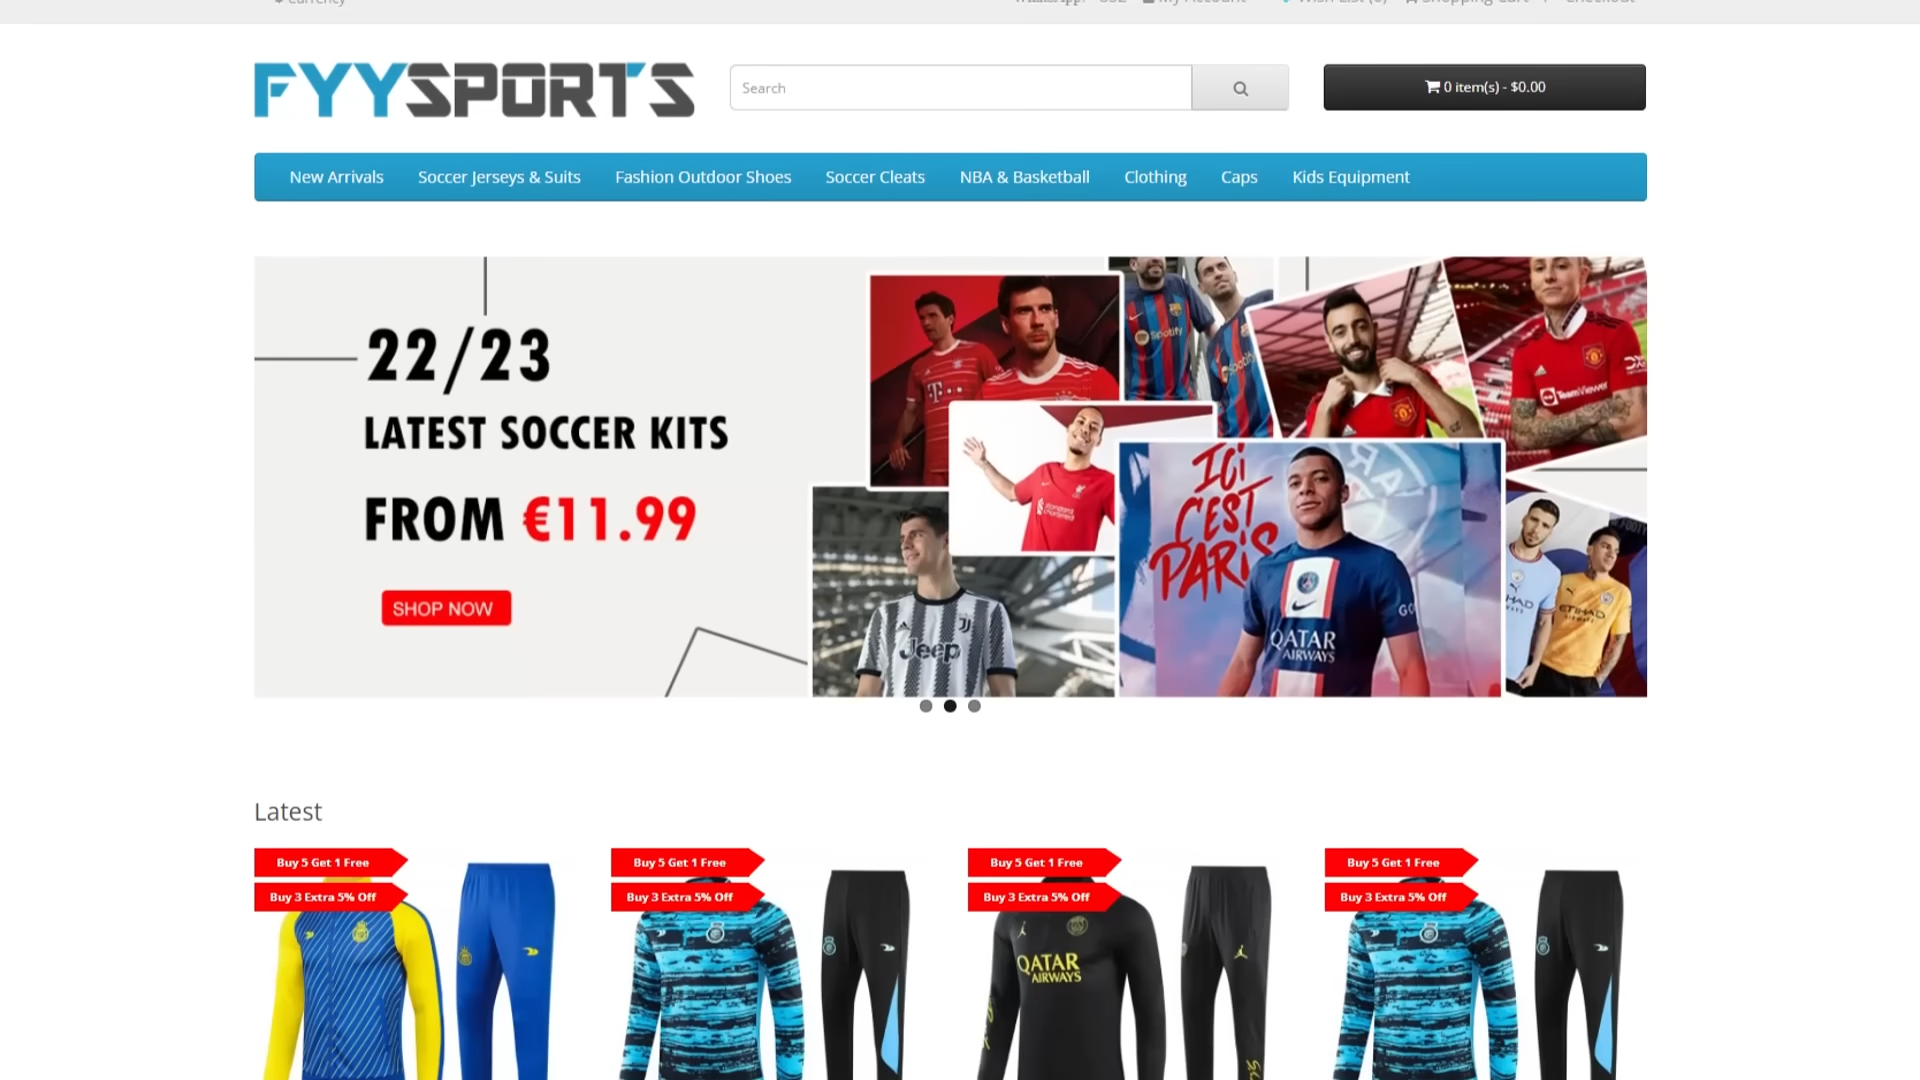 FYYSPORTS
Search
0 item(s) - $0.00
New Arrivals
Soccer Jerseys & Suits
Fashion Outdoor Shoes
Soccer Cleats
NBA & Basketball
Clothing
Caps
Kids Equipment
22/23
LATEST SOCCER KITS
FROM €11.99
SHOP NOW
Spotify
TeamViewer
ICI
C'EST
PARIS
Jeep
QATAR
AIRWAYS
ETIHAD
Latest
Buy 5 Get 1 Free
Buy 3 Extra 5% Off
Buy 5 Get 1 Free
Buy 3 Extra 5% Off
Buy 5 Get 1 Free
Buy 3 Extra 5% Off
QATAR
AIRWAYS
Buy 5 Get 1 Free
Buy 3 Extra 5% Off